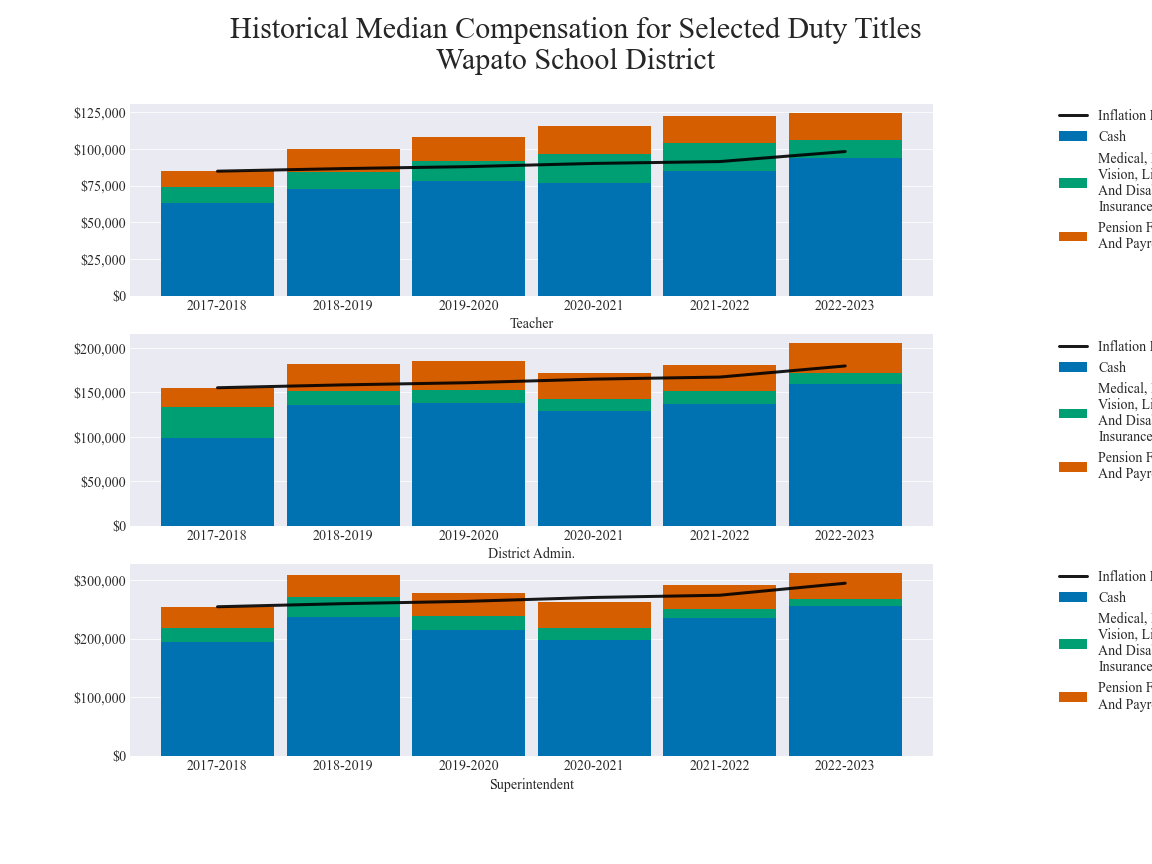 Historical Median Compensation for Selected Duty Titles
Wapato School District
$125,000
$100,000
$75,000
$50,000
$25,000
$0
2017-2018 2018-2019 2019-2020 2020-2021 2021-2022 2022-2023
Teacher
Inflation
Cash
Medical,
Vision,
And
Insurance
Pension
And
$200,000
$150,000
$100,000
$50,000
$0
2017-2018 2018-2019 2019-2020 2020-2021 2021-2022 2022-2023
District Admin.
Inflation
Cash
Medical,
Vision,
And
Insurance
Pension
And
$300,000
$200,000
$100,000
$0
2017-2018 2018-2019 2019-2020 2020-2021 2021-2022 2022-2023
Superintendent
Inflation
Cash
Medical,
Vision,
And
Insurance
Pension
And